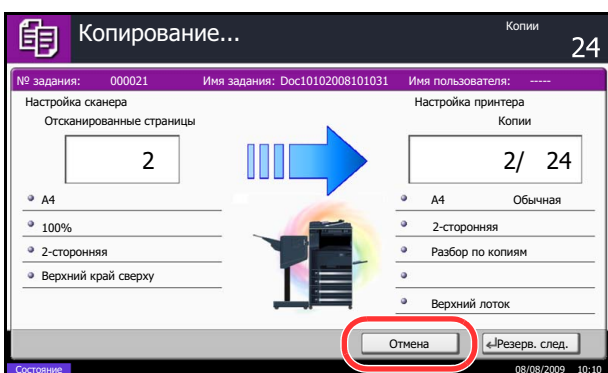 Копирование...
Копии
24
№ задания: 000021 Имя задания: Doc10102008101031 Имя пользователя: -----
Настройка сканера
Отсканированные страницы
2
A4
100%
2-сторонняя
Верхний край сверху
Настройка принтера
Копии
2/ 24
A4 Обычная
2-сторонняя
Разбор по копиям
Верхний лоток
Отмена
Резерв. след.
Состояние
08/08/2009 10:10